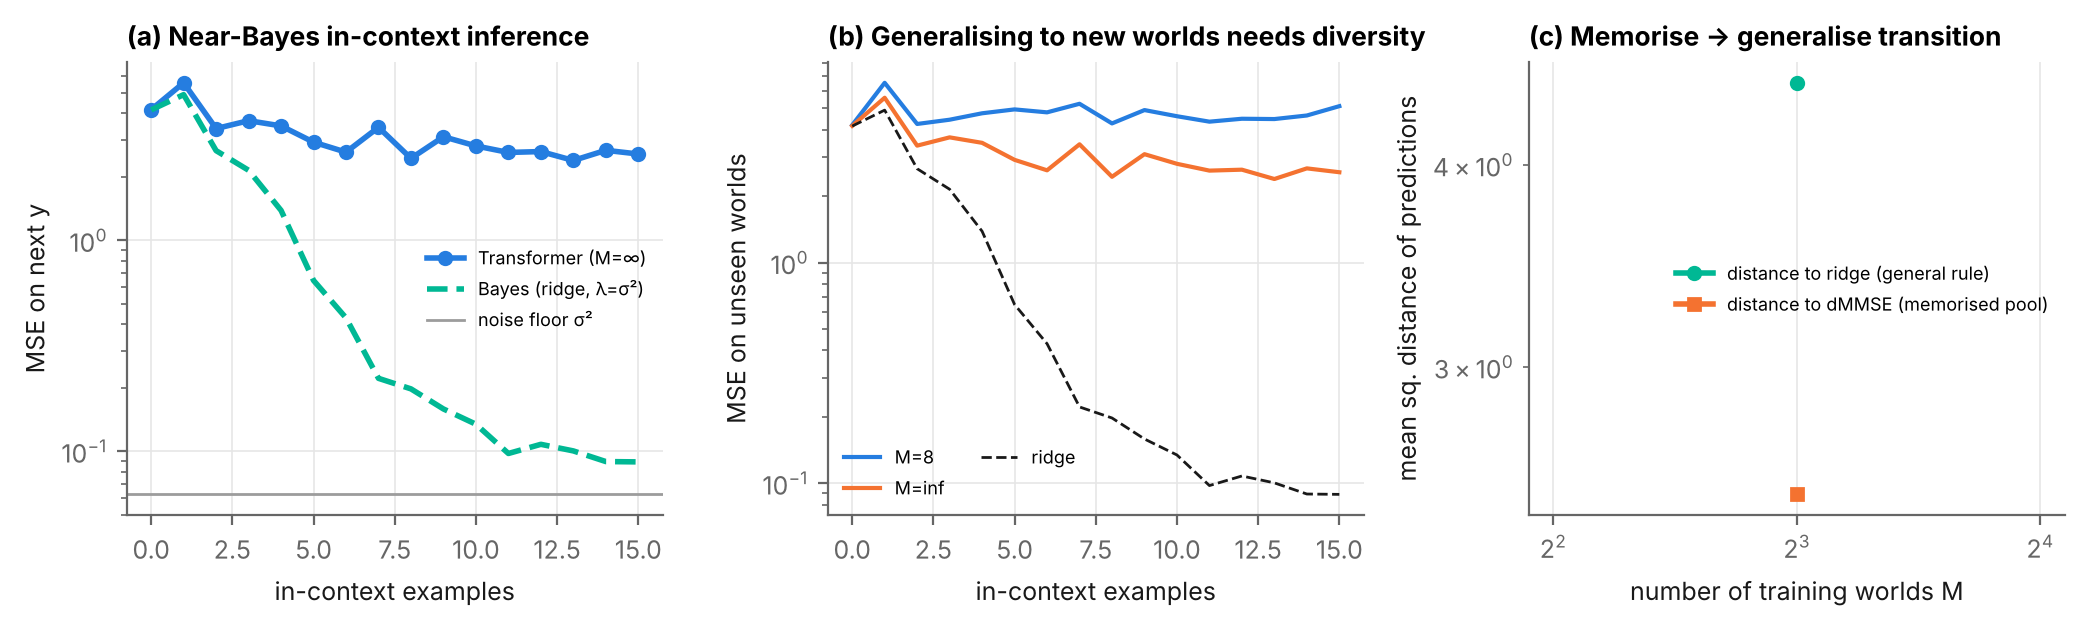 (a) Near-Bayes in-context inference
MSE on next y
10⁰
10⁻¹
Transformer (M=∞)
Bayes (ridge, λ=σ²)
noise floor σ²
0.0 2.5 5.0 7.5 10.0 12.5 15.0
in-context examples
(b) Generalising to new worlds needs diversity
MSE on unseen worlds
10⁰
10⁻¹
M=8
M=inf
ridge
0.0 2.5 5.0 7.5 10.0 12.5 15.0
in-context examples
(c) Memorise → generalise transition
mean sq. distance of predictions
4 × 10⁰
3 × 10⁰
distance to ridge (general rule)
distance to dMMSE (memorised pool)
2² 2³ 2⁴
number of training worlds M